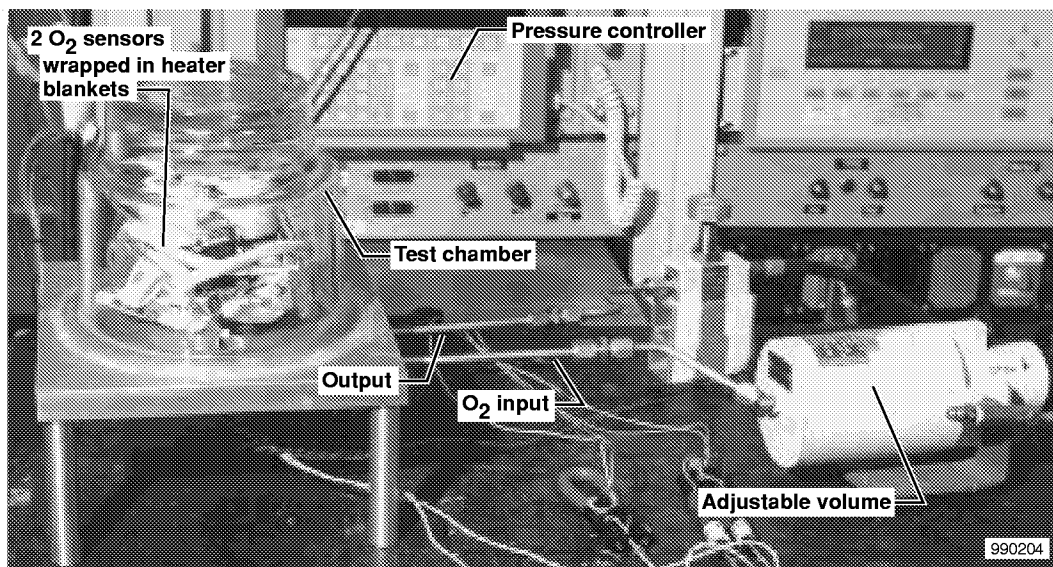 2 O2 sensors
wrapped in heater
blankets
Pressure controller
Test chamber
Output
O2 input
Adjustable volume
990204